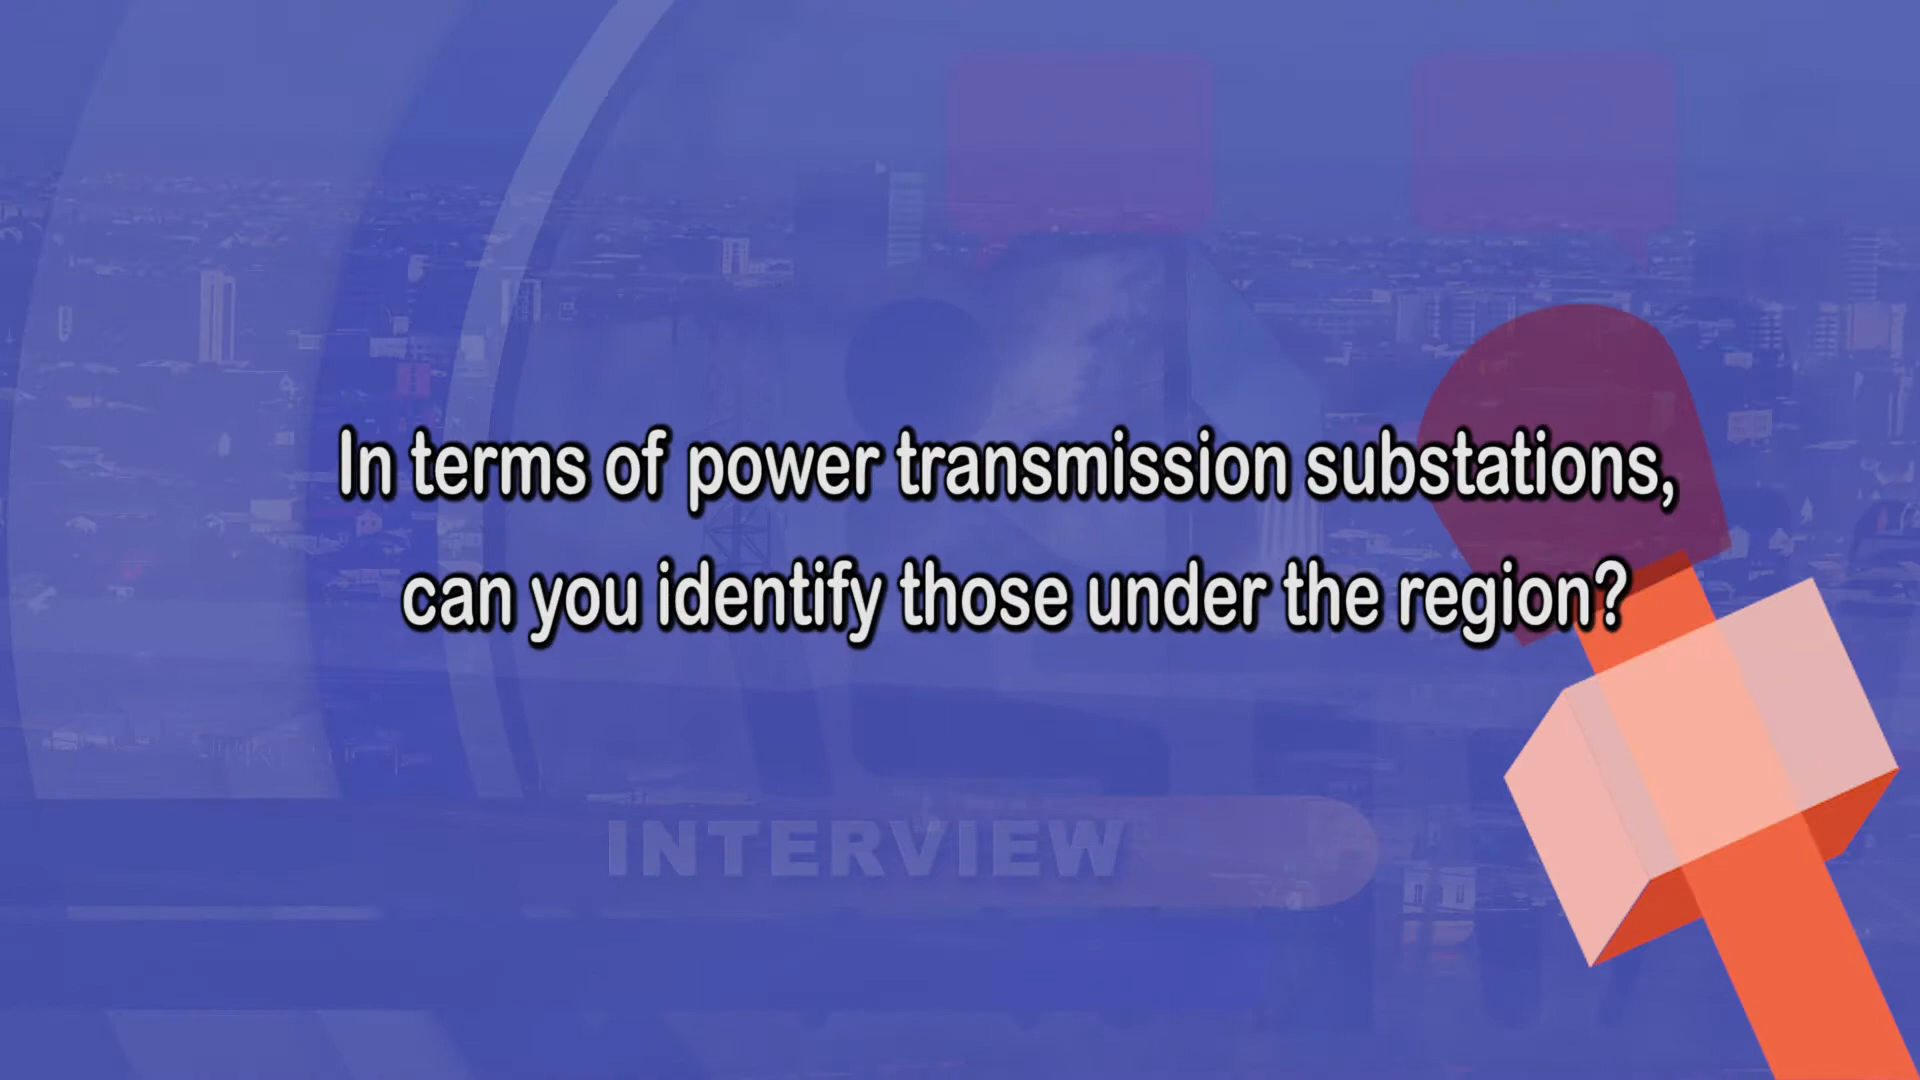 In terms of power transmission substations,
can you identify those under the region?
INTERVIEW